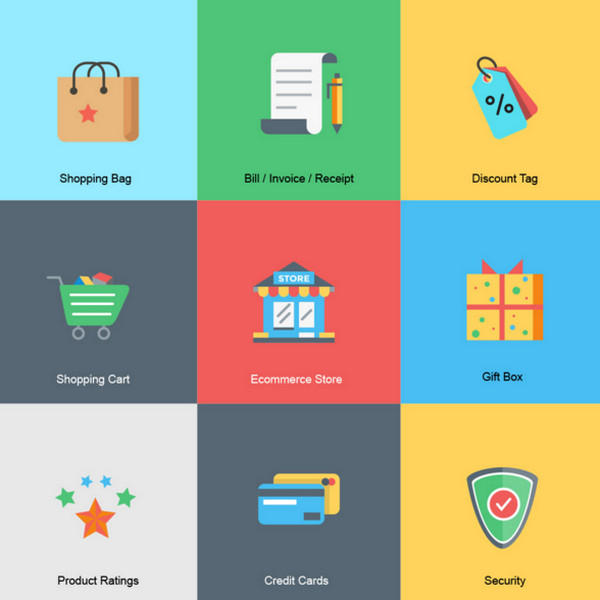 Shopping Bag
Bill / Invoice / Receipt
%
Discount Tag
Shopping Cart
STORE
Ecommerce Store
Gift Box
Product Ratings
Credit Cards
Security